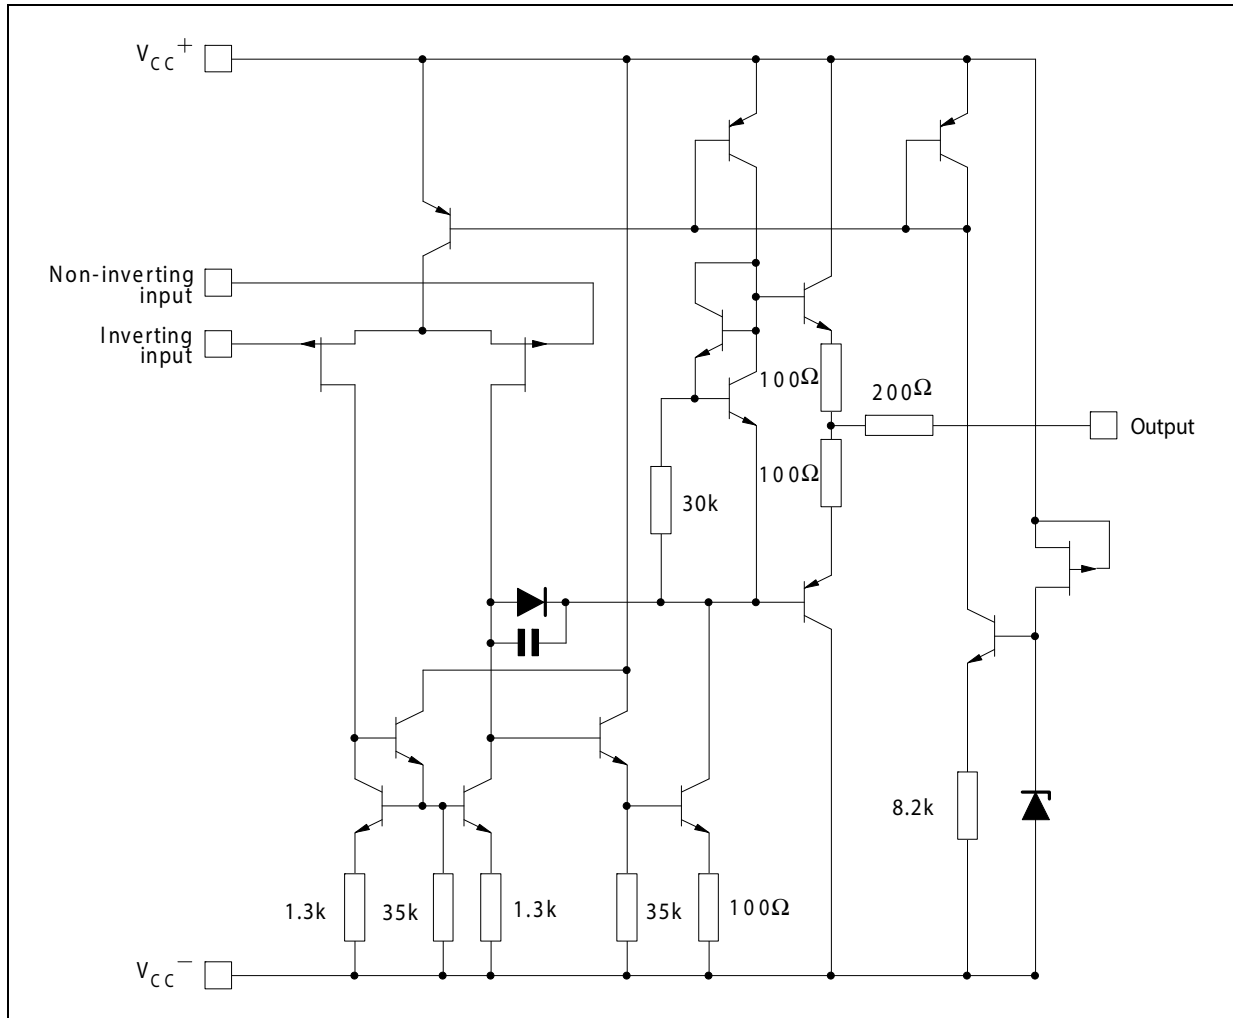 VCC+
Non-inverting
input
Inverting
input
100Ω
200Ω
Output
100Ω
30k
8.2k
1.3k
35k
1.3k
35k
100Ω
VCC−